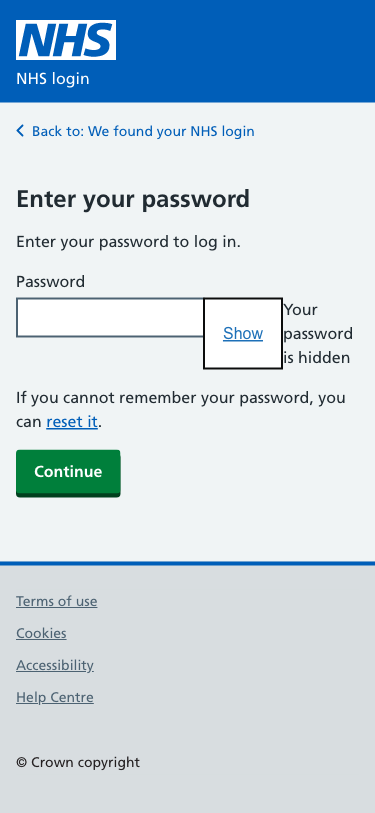 NHS
NHS login
Back to: We found your NHS login
Enter your password
Enter your password to log in.
Password
Show
Your
password
is hidden
If you cannot remember your password, you
can reset it.
Continue
Terms of use
Cookies
Accessibility
Help Centre
© Crown copyright